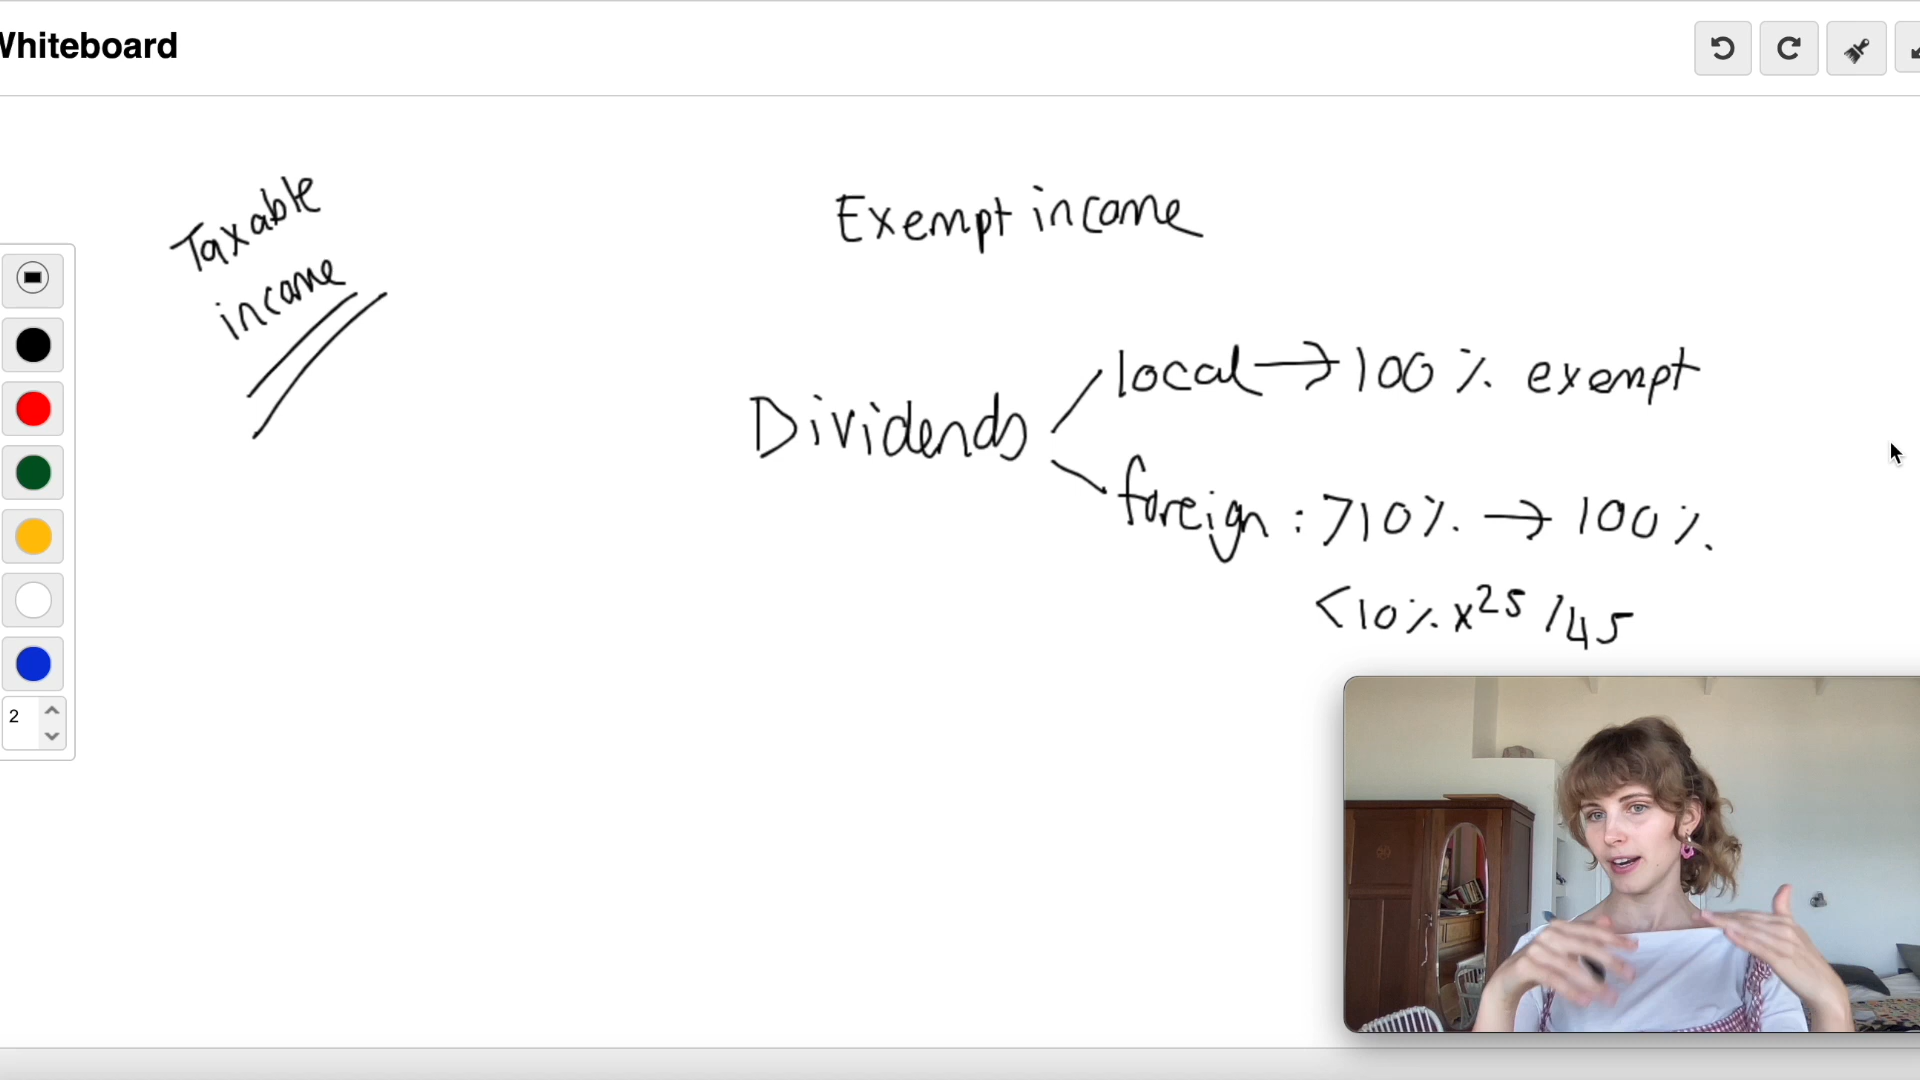 Whiteboard
Taxable
income
Exempt income
Dividends
local → 100 % exempt
foreign : >10% → 100%.
<10% x 25/45
2